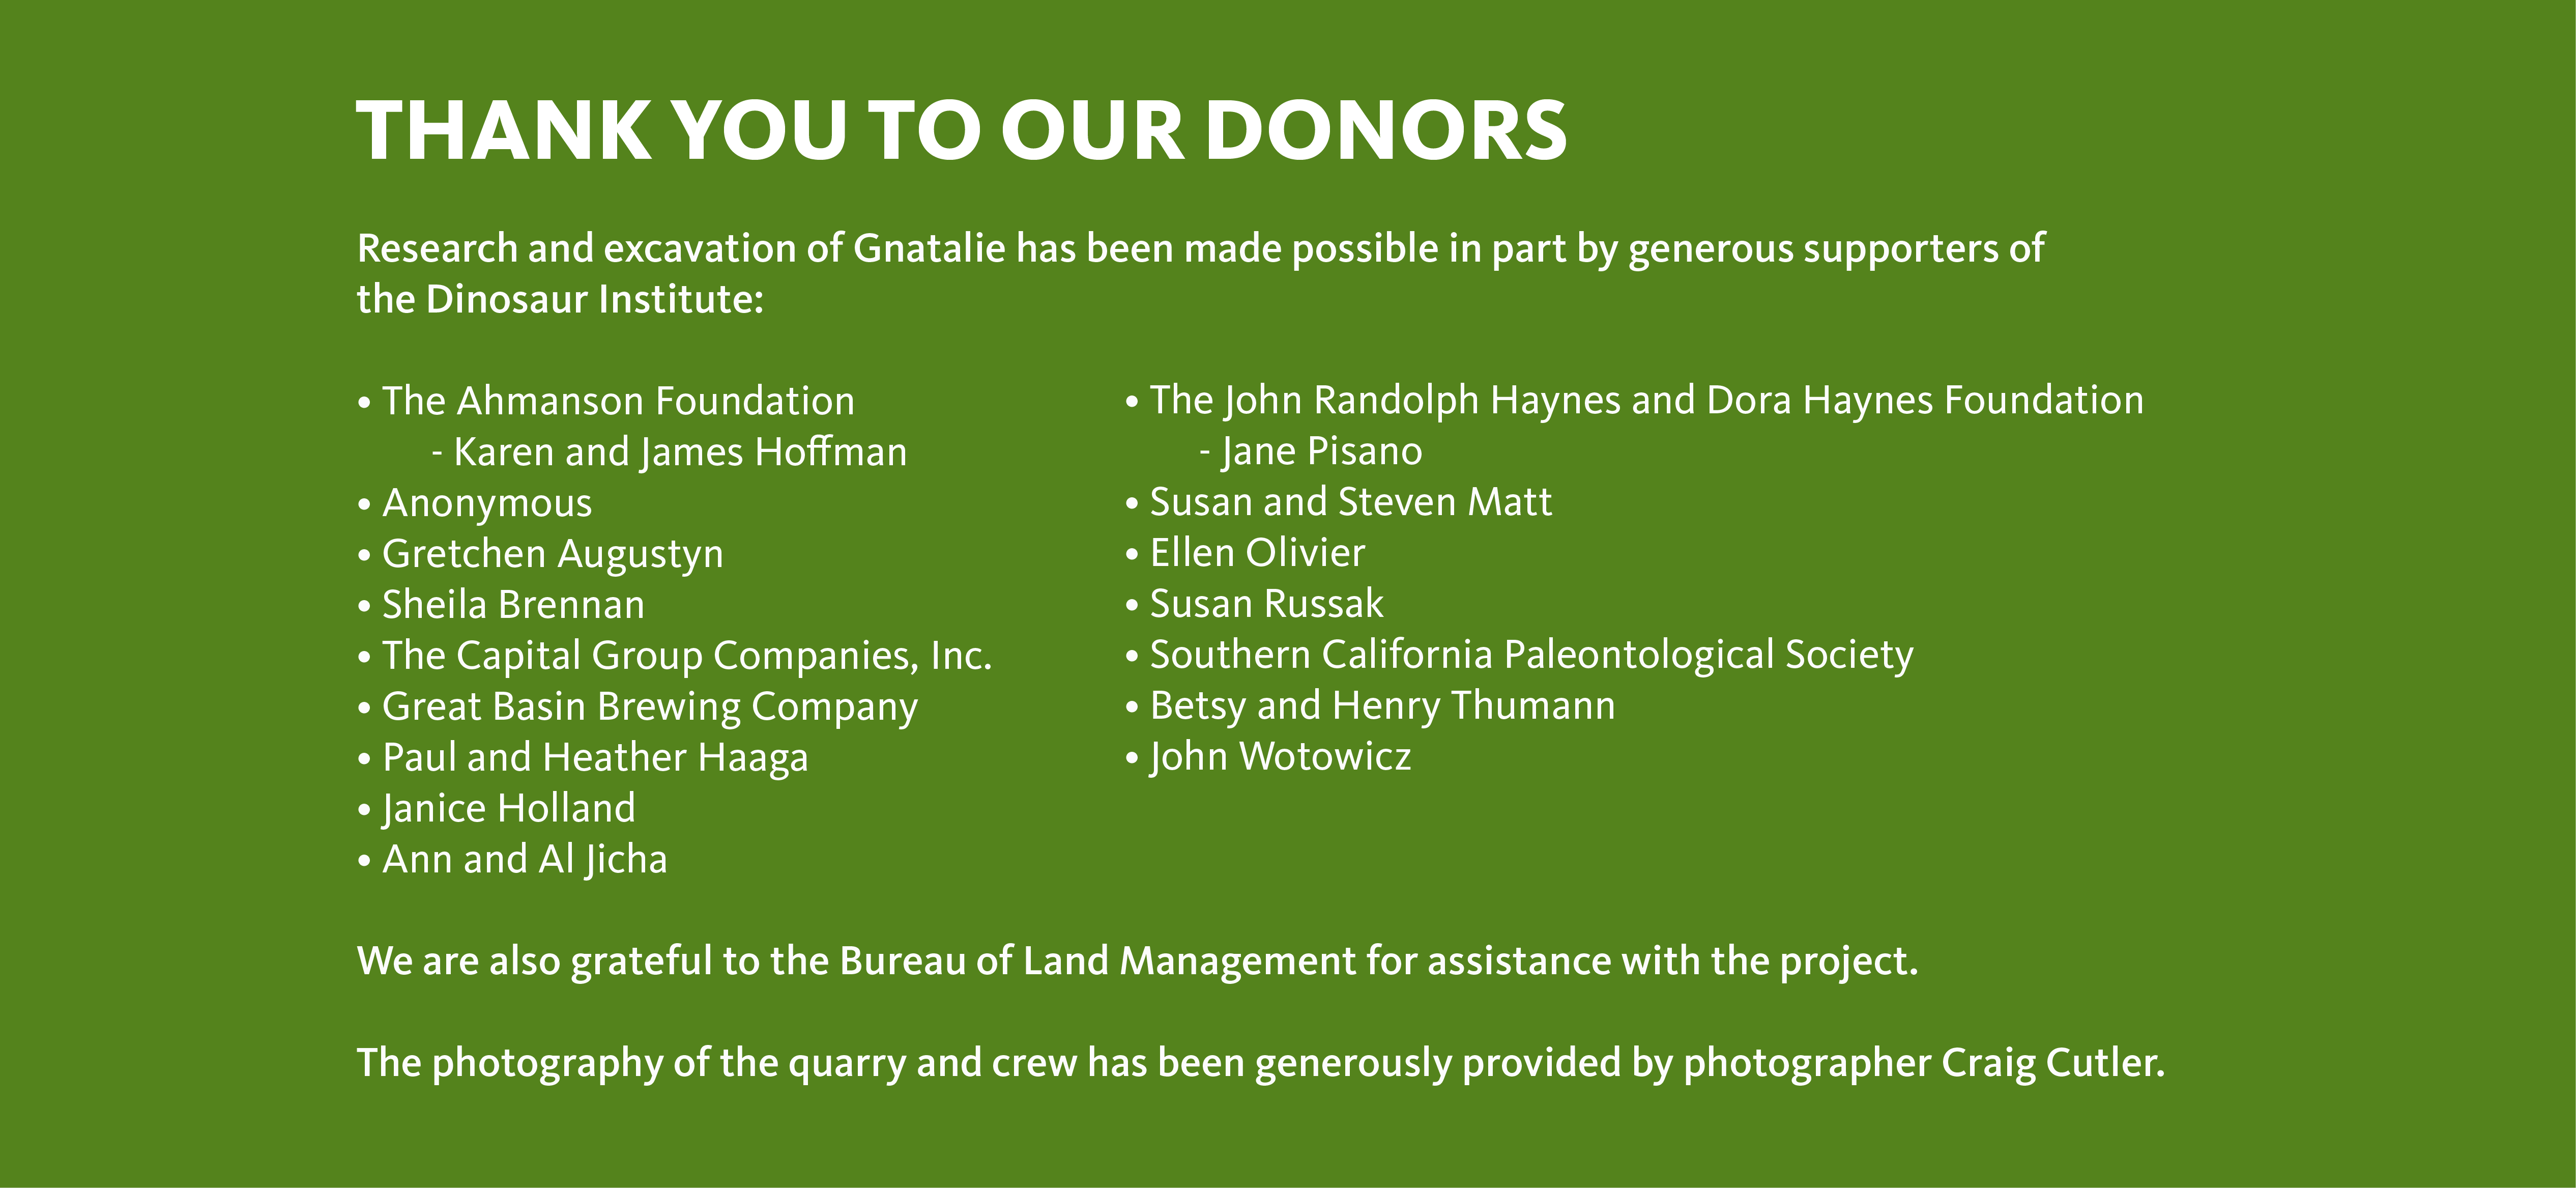 THANK YOU TO OUR DONORS
Research and excavation of Gnatalie has been made possible in part by generous supporters of
the Dinosaur Institute:
• The Ahmanson Foundation
- Karen and James Hoffman
• Anonymous
• Gretchen Augustyn
• Sheila Brennan
• The Capital Group Companies, Inc.
• Great Basin Brewing Company
• Paul and Heather Haaga
• Janice Holland
• Ann and Al Jicha
• The John Randolph Haynes and Dora Haynes Foundation
- Jane Pisano
• Susan and Steven Matt
• Ellen Olivier
• Susan Russak
• Southern California Paleontological Society
• Betsy and Henry Thumann
• John Wotowicz
We are also grateful to the Bureau of Land Management for assistance with the project.
The photography of the quarry and crew has been generously provided by photographer Craig Cutler.